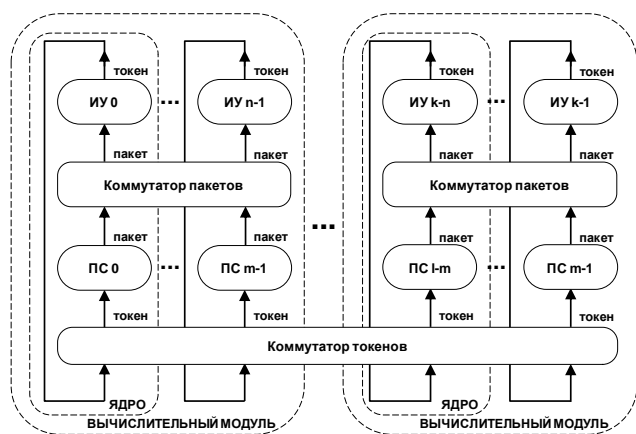 токен токен токен токен
ИУ 0 ... ИУ n-1 ИУ k-n ... ИУ k-1
пакет пакет пакет пакет
Коммутатор пакетов Коммутатор пакетов
...
пакет пакет пакет пакет
ПС 0 ... ПС m-1 ПС l-m ... ПС m-1
токен токен токен токен
Коммутатор токенов
ЯДРО ЯДРО
ВЫЧИСЛИТЕЛЬНЫЙ МОДУЛЬ ВЫЧИСЛИТЕЛЬНЫЙ МОДУЛЬ